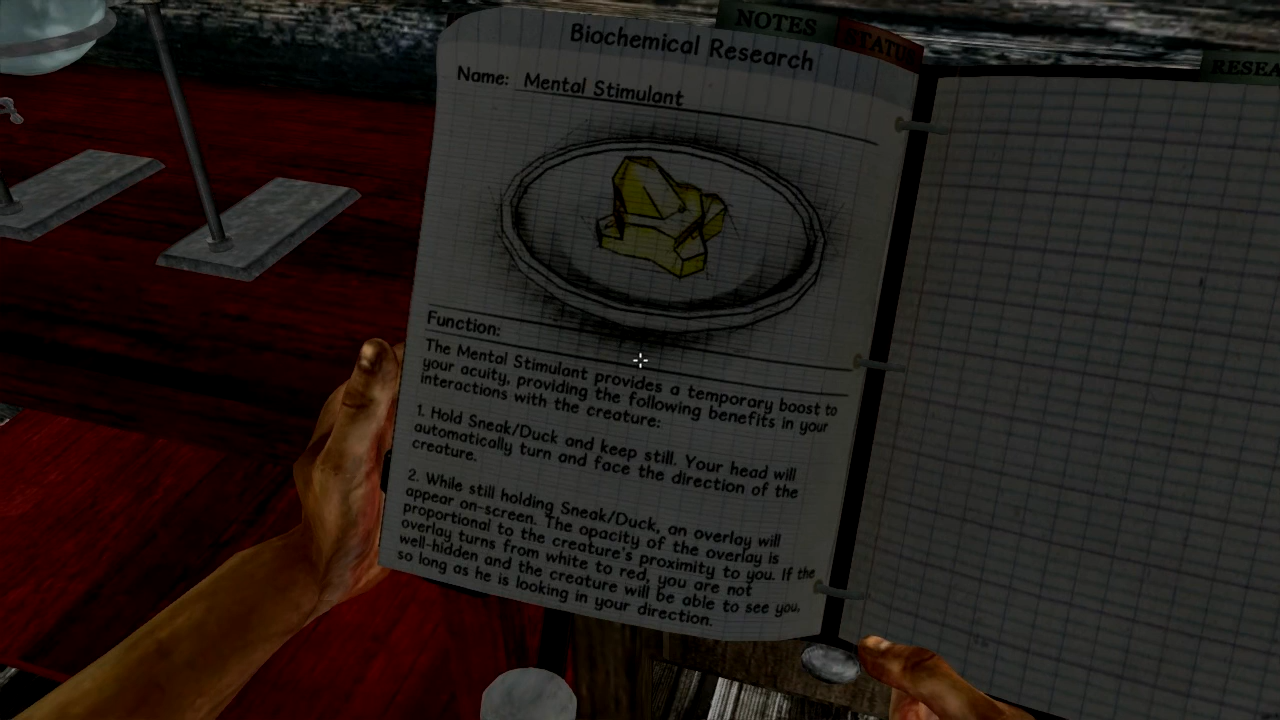 NOTES
STATUS
RESEA
Biochemical Research
Name: Mental Stimulant
Function:
The Mental Stimulant provides a temporary boost to
your acuity, providing the following benefits in your
interactions with the creature:
1. Hold Sneak/Duck and keep still. Your head will
automatically turn and face the direction of the
creature.
2. While still holding Sneak/Duck, an overlay will
appear on-screen. The opacity of the overlay is
proportional to the creature's proximity to you. If the
overlay turns from white to red, you are not
well-hidden and the creature will be able to see you,
so long as he is looking in your direction.